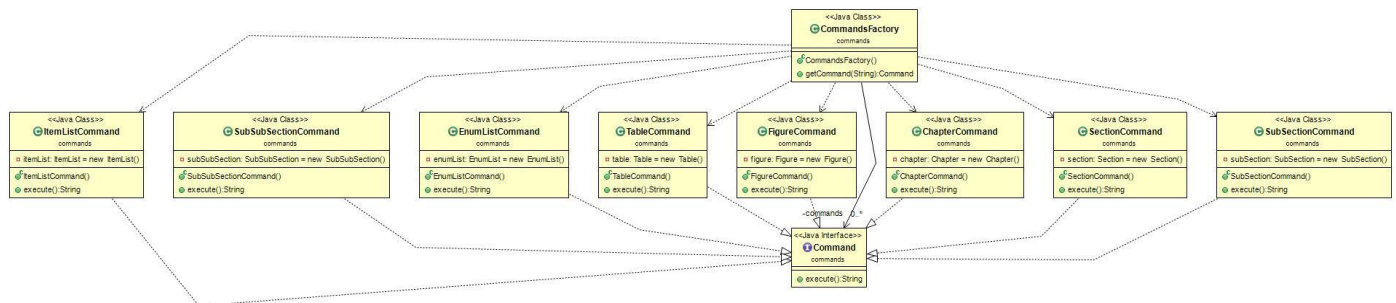 <<Java Class>>
CommandsFactory
commands
CommandsFactory()
getCommand(String):Command
<<Java Class>>
ItemListCommand
commands
itemList: ItemList = new ItemList()
ItemListCommand()
execute():String
<<Java Class>>
SubSubSectionCommand
commands
subSubSection: SubSubSection = new SubSubSection()
SubSubSectionCommand()
execute():String
<<Java Class>>
EnumListCommand
commands
enumList: EnumList = new EnumList()
EnumListCommand()
execute():String
<<Java Class>>
TableCommand
commands
table: Table = new Table()
TableCommand()
execute():String
<<Java Class>>
FigureCommand
commands
figure: Figure = new Figure()
FigureCommand()
execute():String
<<Java Class>>
ChapterCommand
commands
chapter: Chapter = new Chapter()
ChapterCommand()
execute():String
<<Java Class>>
SectionCommand
commands
section: Section = new Section()
SectionCommand()
execute():String
<<Java Class>>
SubSectionCommand
commands
subSection: SubSection = new SubSection()
SubSectionCommand()
execute():String
-commands 0..*
<<Java Interface>>
Command
commands
execute():String